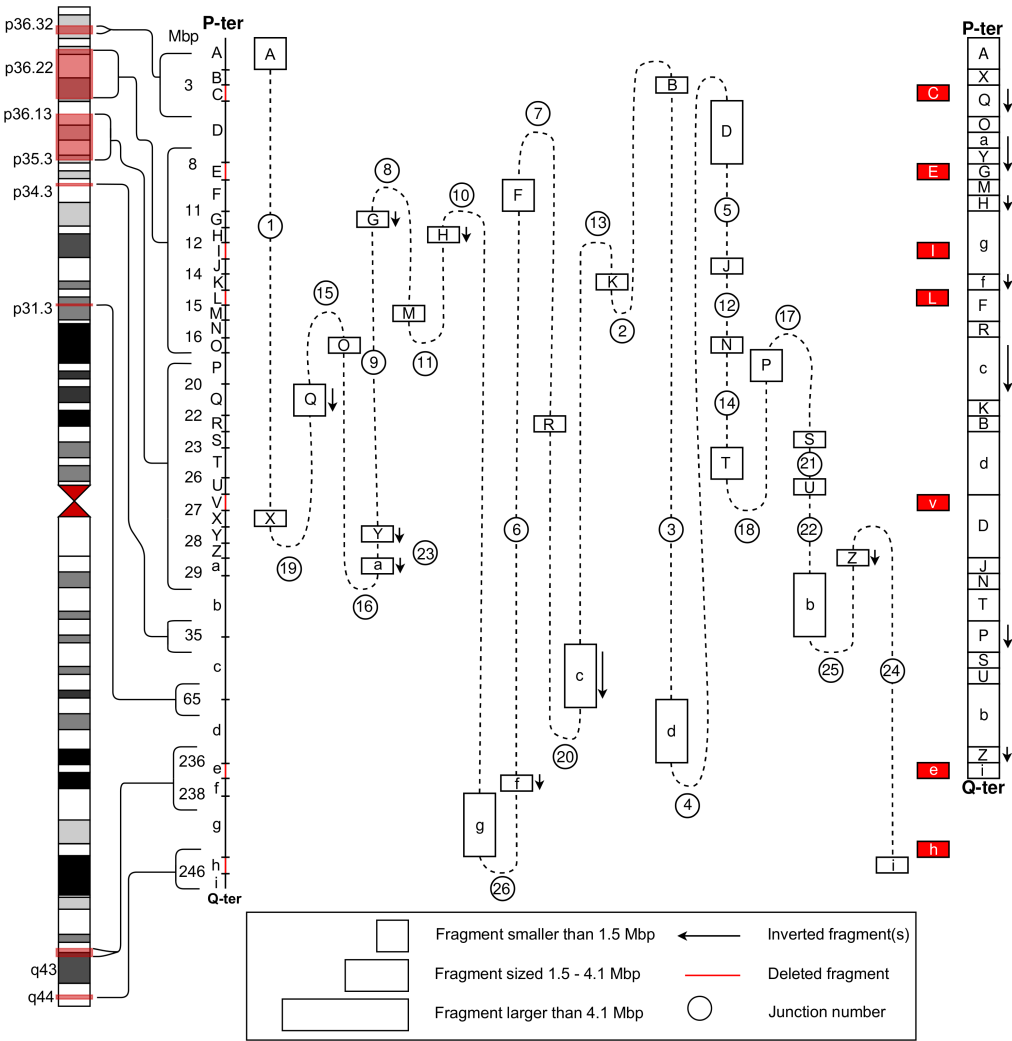 p36.32
p36.22
p36.13
p35.3
p34.3
p31.3
q43
q44
Mbp
3
8
11
12
14
15
16
20
22
23
26
27
28
29
35
65
236
238
246
P-ter
A
B
C
D
E
F
G
H
I
J
K
L
M
N
O
P
Q
R
S
T
U
V
X
Y
Z
a
b
c
d
e
f
g
h
i
Q-ter
A
1
X
19
Q
15
O
16
a
Y
23
9
G
8
M
11
H
10
g
26
f
6
F
7
R
20
c
13
K
2
B
3
d
4
D
5
J
12
N
14
T
18
P
17
S
21
U
22
b
25
Z
24
i
C
E
I
L
v
e
h
P-ter
A
X
Q
O
a
Y
G
M
H
g
f
F
R
c
K
B
d
D
J
N
T
P
S
U
b
Z
i
Q-ter
Fragment smaller than 1.5 Mbp
Fragment sized 1.5 - 4.1 Mbp
Fragment larger than 4.1 Mbp
Inverted fragment(s)
Deleted fragment
Junction number